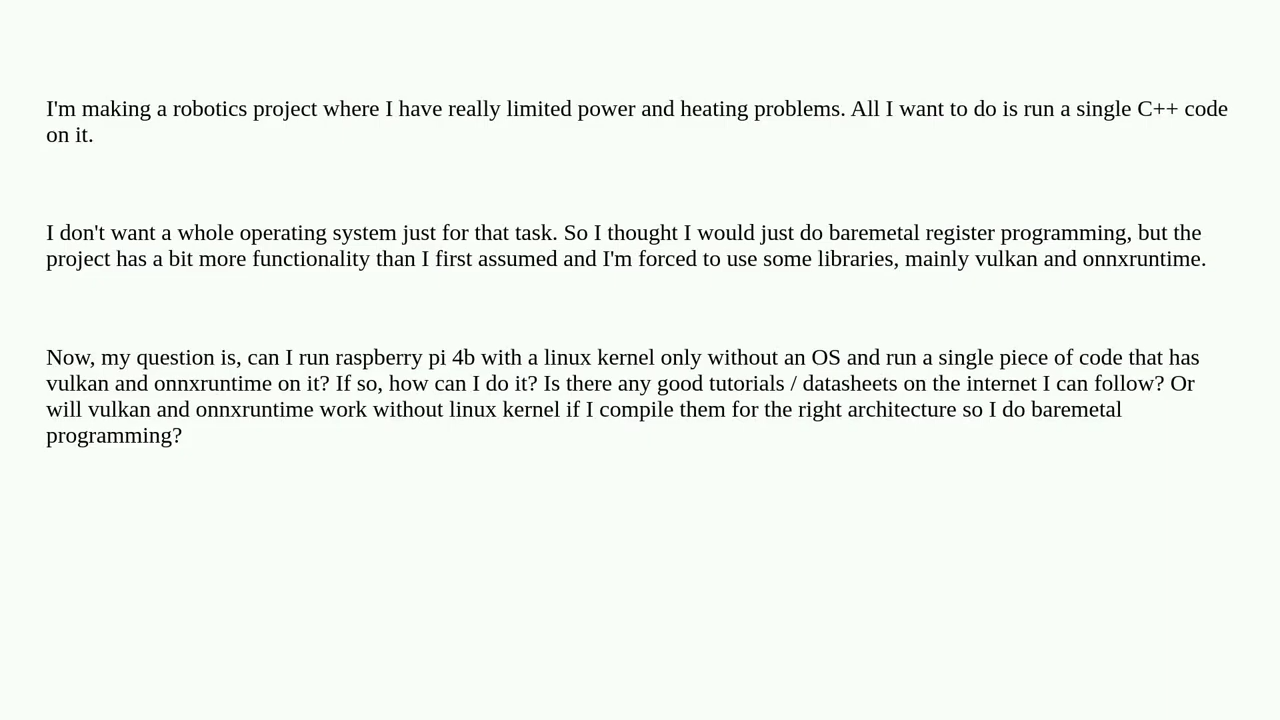 I'm making a robotics project where I have really limited power and heating problems. All I want to do is run a single C++ code
on it.
I don't want a whole operating system just for that task. So I thought I would just do baremetal register programming, but the
project has a bit more functionality than I first assumed and I'm forced to use some libraries, mainly vulkan and onnxruntime.
Now, my question is, can I run raspberry pi 4b with a linux kernel only without an OS and run a single piece of code that has
vulkan and onnxruntime on it? If so, how can I do it? Is there any good tutorials / datasheets on the internet I can follow? Or
will vulkan and onnxruntime work without linux kernel if I compile them for the right architecture so I do baremetal
programming?